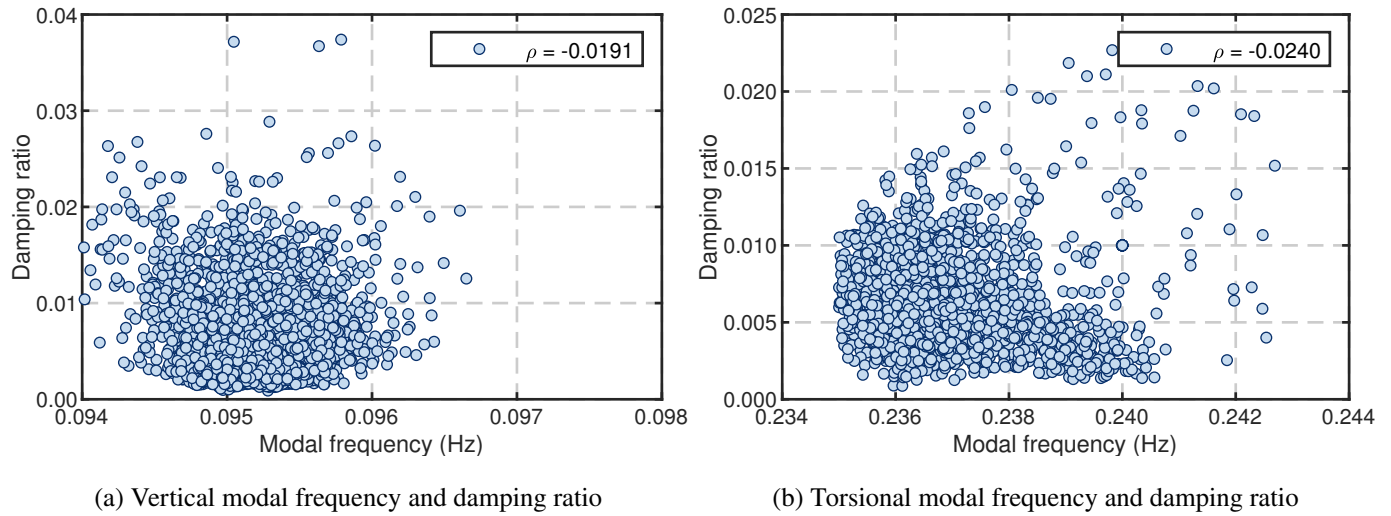 0.04
0.03
0.02
0.01
0.00
Damping ratio
ρ = -0.0191
0.094 0.095 0.096 0.097 0.098
Modal frequency (Hz)
(a) Vertical modal frequency and damping ratio
0.025
0.020
0.015
0.010
0.005
0.000
Damping ratio
ρ = -0.0240
0.234 0.236 0.238 0.240 0.242 0.244
Modal frequency (Hz)
(b) Torsional modal frequency and damping ratio